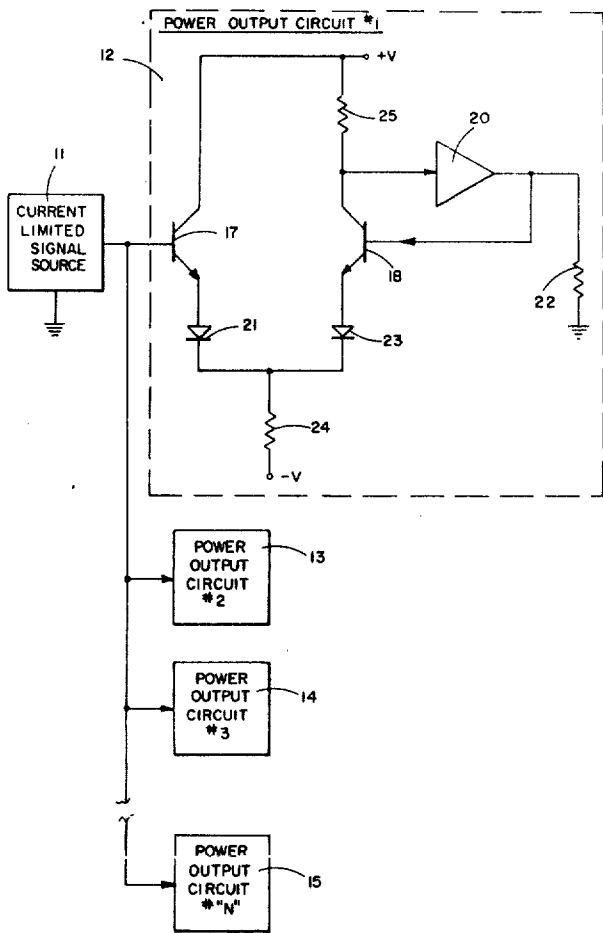 POWER OUTPUT CIRCUIT #1
12
+V
25
20
11
CURRENT
LIMITED
SIGNAL
SOURCE
17
18
22
21
23
24
-V
POWER
OUTPUT
CIRCUIT
#2
13
POWER
OUTPUT
CIRCUIT
#3
14
POWER
OUTPUT
CIRCUIT
#"N"
15